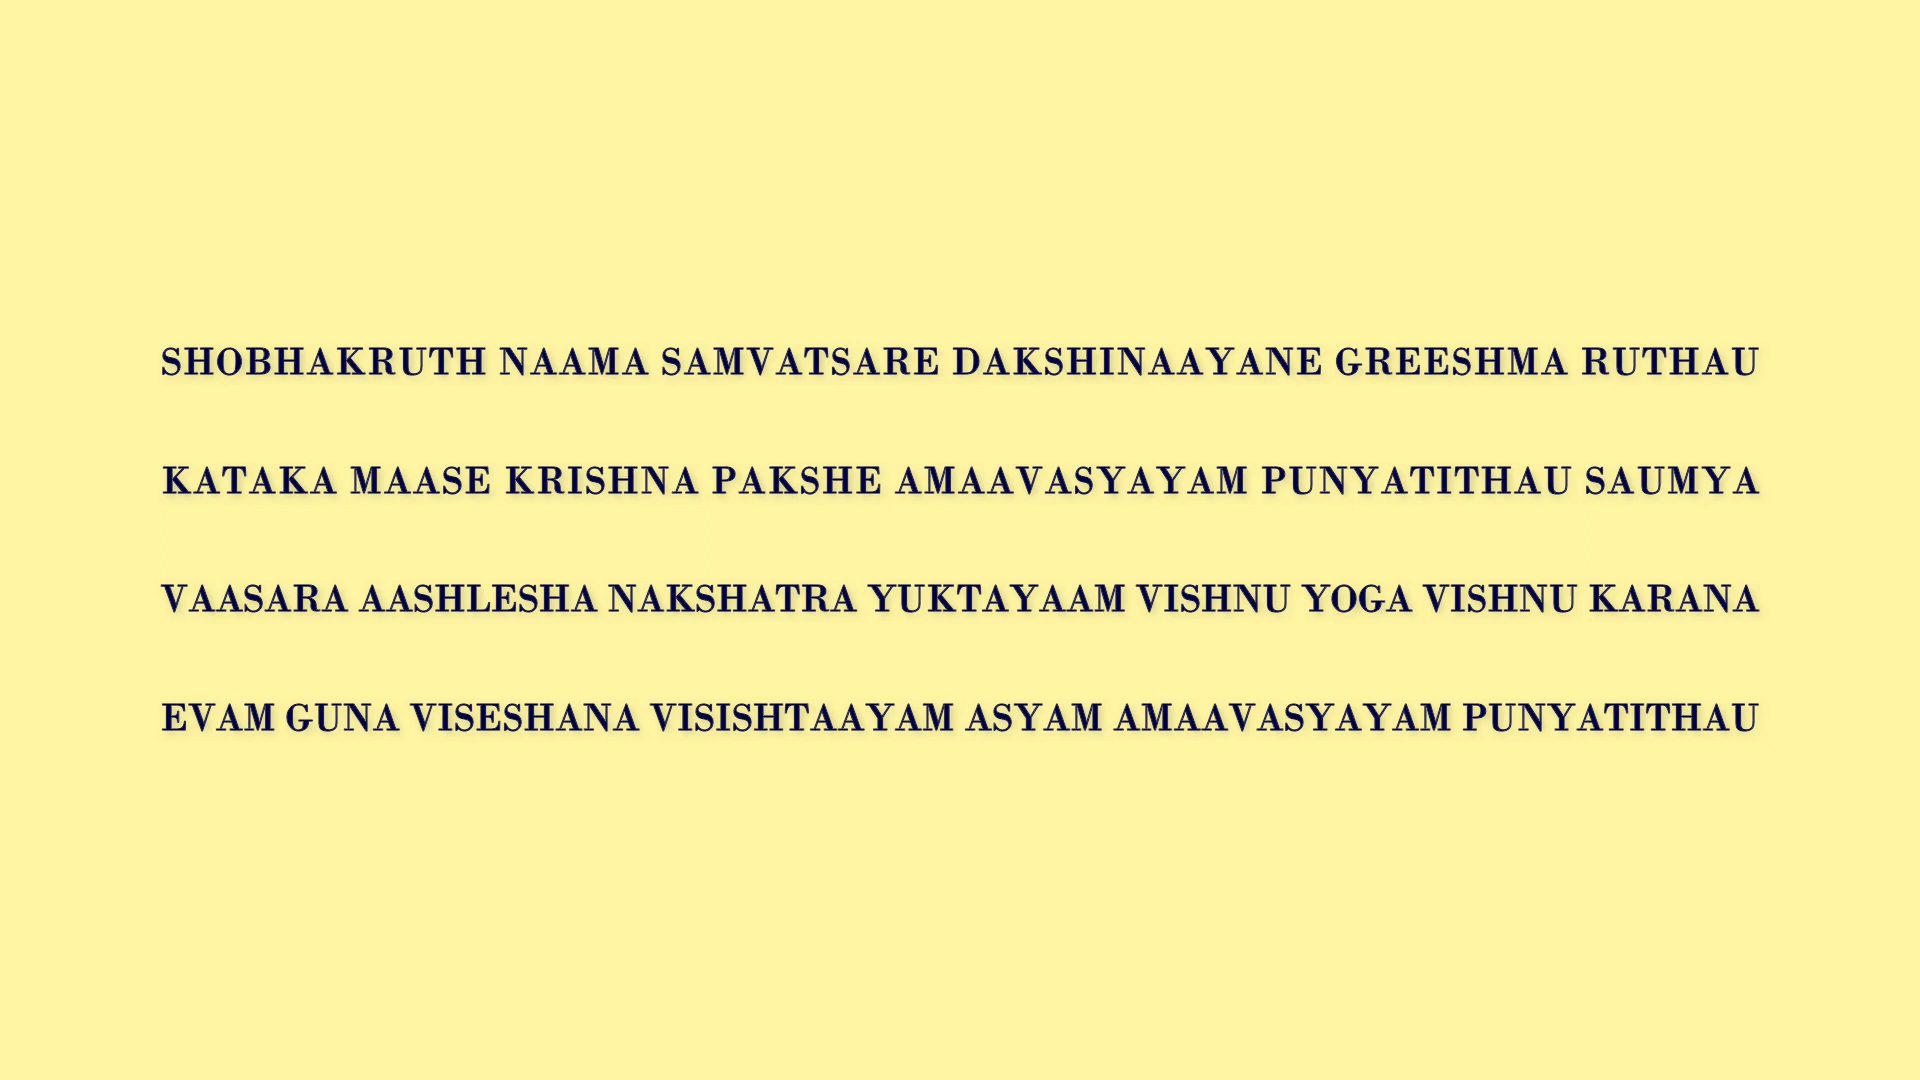 SHOBHAKRUTH NAAMA SAMVATSARE DAKSHINAAYANE GREESHMA RUTHAU
KATAKA MAASE KRISHNA PAKSHE AMAAVASYAYAM PUNYATITHAU SAUMYA
VAASARA AASHLESHA NAKSHATRA YUKTAYAAM VISHNU YOGA VISHNU KARANA
EVAM GUNA VISESHANA VISISHTAAYAM ASYAM AMAAVASYAYAM PUNYATITHAU